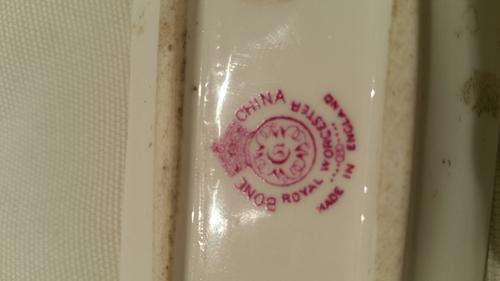 BONE CHINA
ROYAL WORCESTER
MADE IN ENGLAND